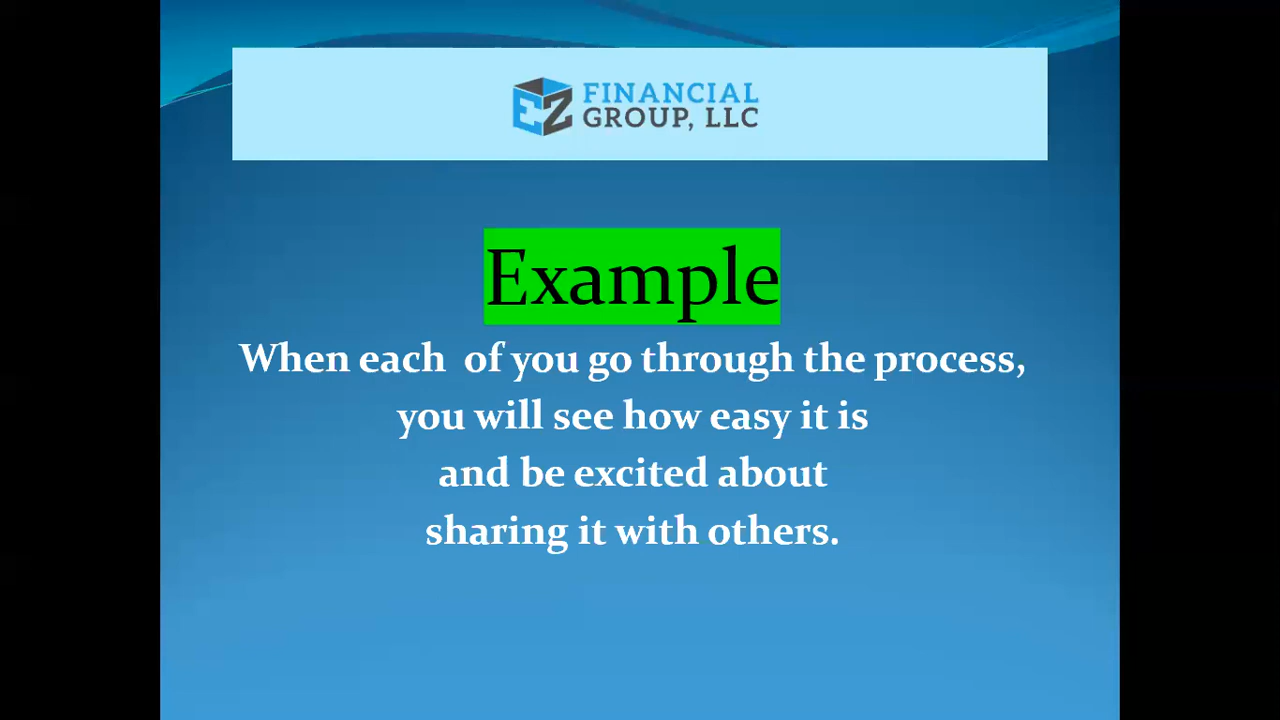 EZ FINANCIAL
GROUP, LLC
Example
When each  of you go through the process,
you will see how easy it is
and be excited about
sharing it with others.